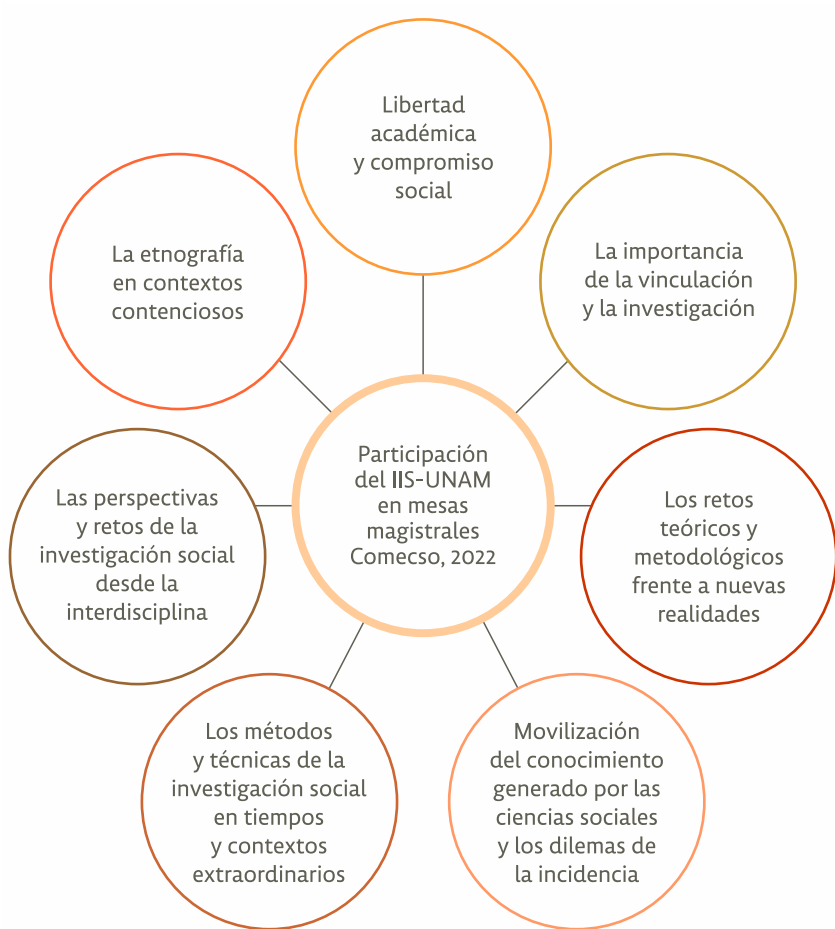 Libertad
académica
y compromiso
social
La importancia
de la vinculación
y la investigación
Los retos
teóricos y
metodológicos
frente a nuevas
realidades
Movilización
del conocimiento
generado por las
ciencias sociales
y los dilemas de
la incidencia
Los métodos
y técnicas de la
investigación social
en tiempos
y contextos
extraordinarios
Las perspectivas
y retos de la
investigación social
desde la
interdisciplina
La etnografía
en contextos
contenciosos
Participación
del IIS-UNAM
en mesas
magistrales
Comecso, 2022